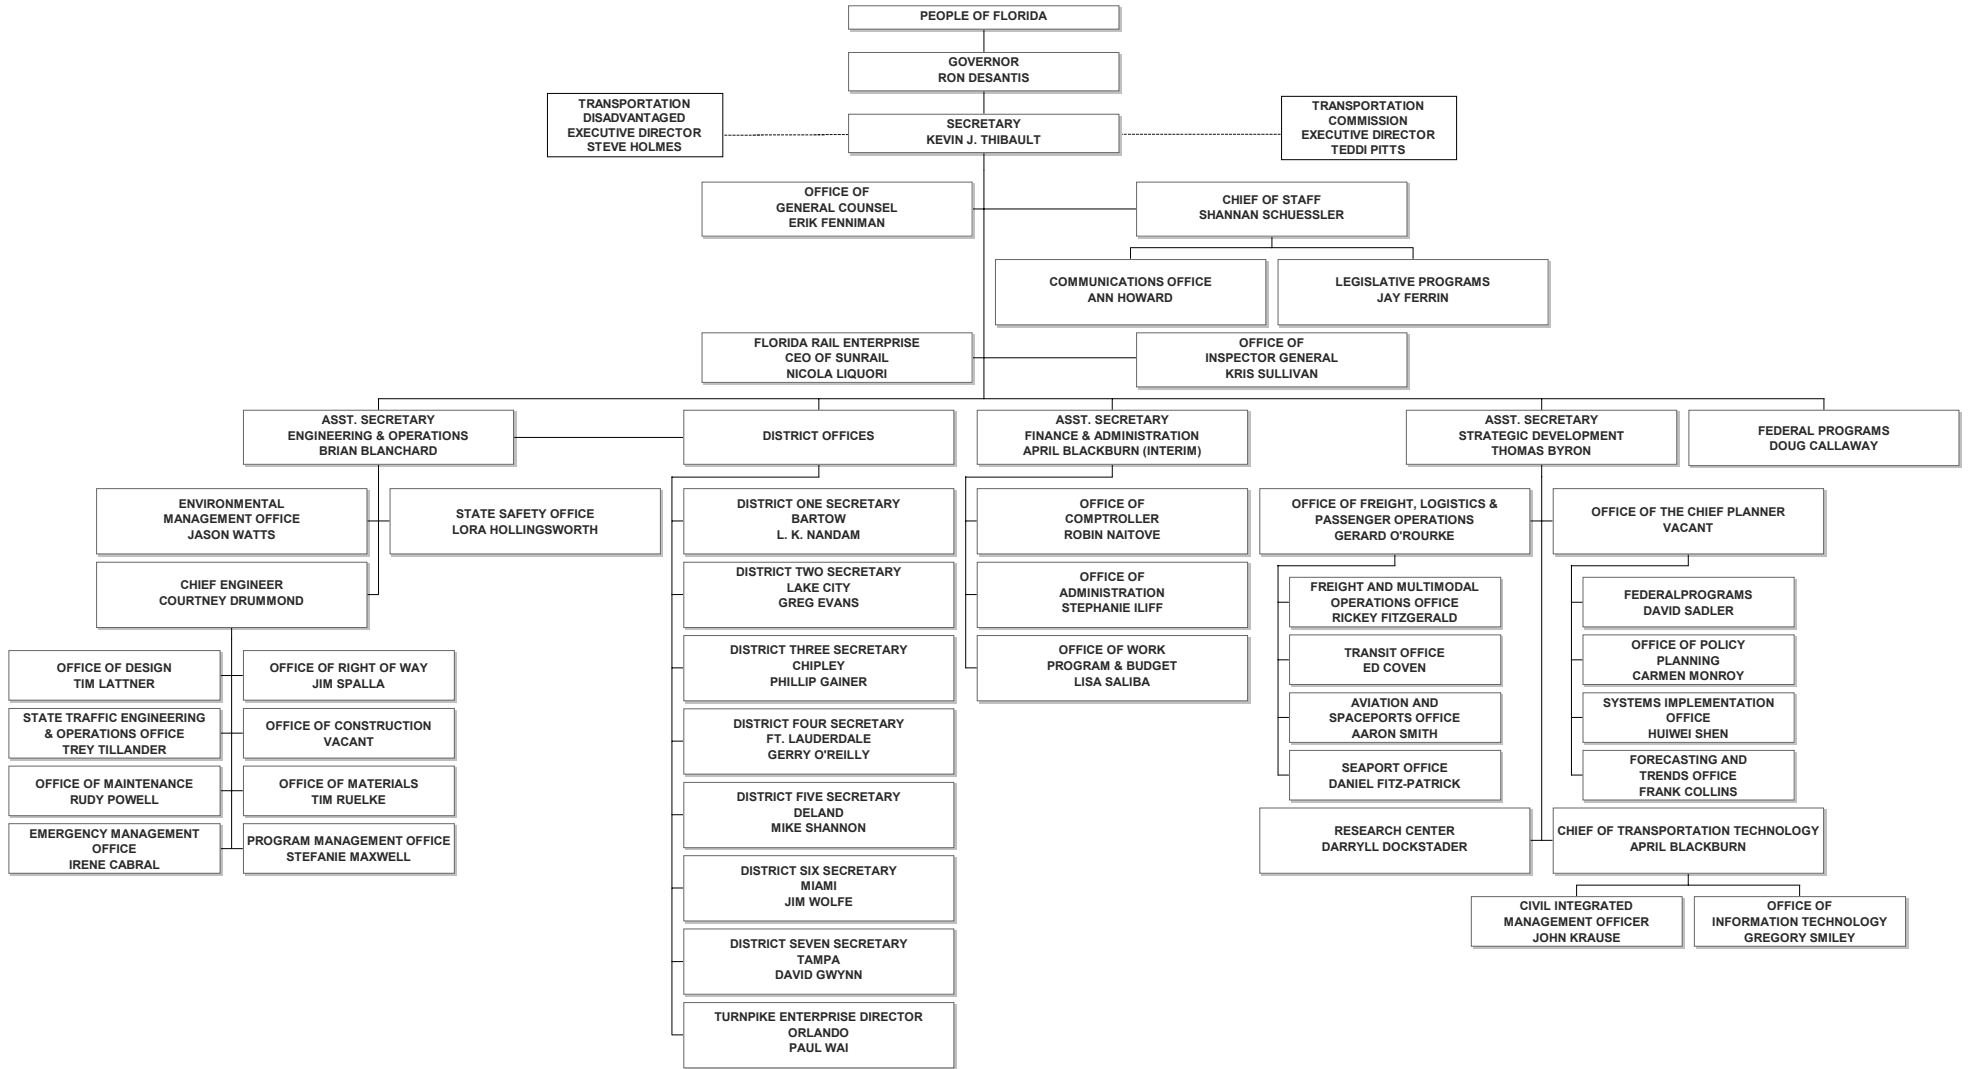 PEOPLE OF FLORIDA
GOVERNOR
RON DESANTIS
TRANSPORTATION
DISADVANTAGED
EXECUTIVE DIRECTOR
STEVE HOLMES
SECRETARY
KEVIN J. THIBAULT
TRANSPORTATION
COMMISSION
EXECUTIVE DIRECTOR
TEDDI PITTS
OFFICE OF
GENERAL COUNSEL
ERIK FENNIMAN
CHIEF OF STAFF
SHANNAN SCHUESSLER
COMMUNICATIONS OFFICE
ANN HOWARD
LEGISLATIVE PROGRAMS
JAY FERRIN
FLORIDA RAIL ENTERPRISE
CEO OF SUNRAIL
NICOLA LIQUORI
OFFICE OF
INSPECTOR GENERAL
KRIS SULLIVAN
ASST. SECRETARY
ENGINEERING & OPERATIONS
BRIAN BLANCHARD
DISTRICT OFFICES
ASST. SECRETARY
FINANCE & ADMINISTRATION
APRIL BLACKBURN (INTERIM)
ASST. SECRETARY
STRATEGIC DEVELOPMENT
THOMAS BYRON
FEDERAL PROGRAMS
DOUG CALLAWAY
ENVIRONMENTAL
MANAGEMENT OFFICE
JASON WATTS
STATE SAFETY OFFICE
LORA HOLLINGSWORTH
CHIEF ENGINEER
COURTNEY DRUMMOND
OFFICE OF DESIGN
TIM LATTNER
OFFICE OF RIGHT OF WAY
JIM SPALLA
STATE TRAFFIC ENGINEERING
& OPERATIONS OFFICE
TREY TILLANDER
OFFICE OF CONSTRUCTION
VACANT
OFFICE OF MAINTENANCE
RUDY POWELL
OFFICE OF MATERIALS
TIM RUELKE
EMERGENCY MANAGEMENT
OFFICE
IRENE CABRAL
PROGRAM MANAGEMENT OFFICE
STEFANIE MAXWELL
DISTRICT ONE SECRETARY
BARTOW
L. K. NANDAM
DISTRICT TWO SECRETARY
LAKE CITY
GREG EVANS
DISTRICT THREE SECRETARY
CHIPLEY
PHILLIP GAINER
DISTRICT FOUR SECRETARY
FT. LAUDERDALE
GERRY O'REILLY
DISTRICT FIVE SECRETARY
DELAND
MIKE SHANNON
DISTRICT SIX SECRETARY
MIAMI
JIM WOLFE
DISTRICT SEVEN SECRETARY
TAMPA
DAVID GWYNN
TURNPIKE ENTERPRISE DIRECTOR
ORLANDO
PAUL WAI
OFFICE OF
COMPTROLLER
ROBIN NAITOVE
OFFICE OF
ADMINISTRATION
STEPHANIE ILIFF
OFFICE OF WORK
PROGRAM & BUDGET
LISA SALIBA
OFFICE OF FREIGHT, LOGISTICS &
PASSENGER OPERATIONS
GERARD O'ROURKE
FREIGHT AND MULTIMODAL
OPERATIONS OFFICE
RICKEY FITZGERALD
TRANSIT OFFICE
ED COVEN
AVIATION AND
SPACEPORTS OFFICE
AARON SMITH
SEAPORT OFFICE
DANIEL FITZ-PATRICK
OFFICE OF THE CHIEF PLANNER
VACANT
FEDERALPROGRAMS
DAVID SADLER
OFFICE OF POLICY
PLANNING
CARMEN MONROY
SYSTEMS IMPLEMENTATION
OFFICE
HUIWEI SHEN
FORECASTING AND
TRENDS OFFICE
FRANK COLLINS
RESEARCH CENTER
DARRYLL DOCKSTADER
CHIEF OF TRANSPORTATION TECHNOLOGY
APRIL BLACKBURN
CIVIL INTEGRATED
MANAGEMENT OFFICER
JOHN KRAUSE
OFFICE OF
INFORMATION TECHNOLOGY
GREGORY SMILEY